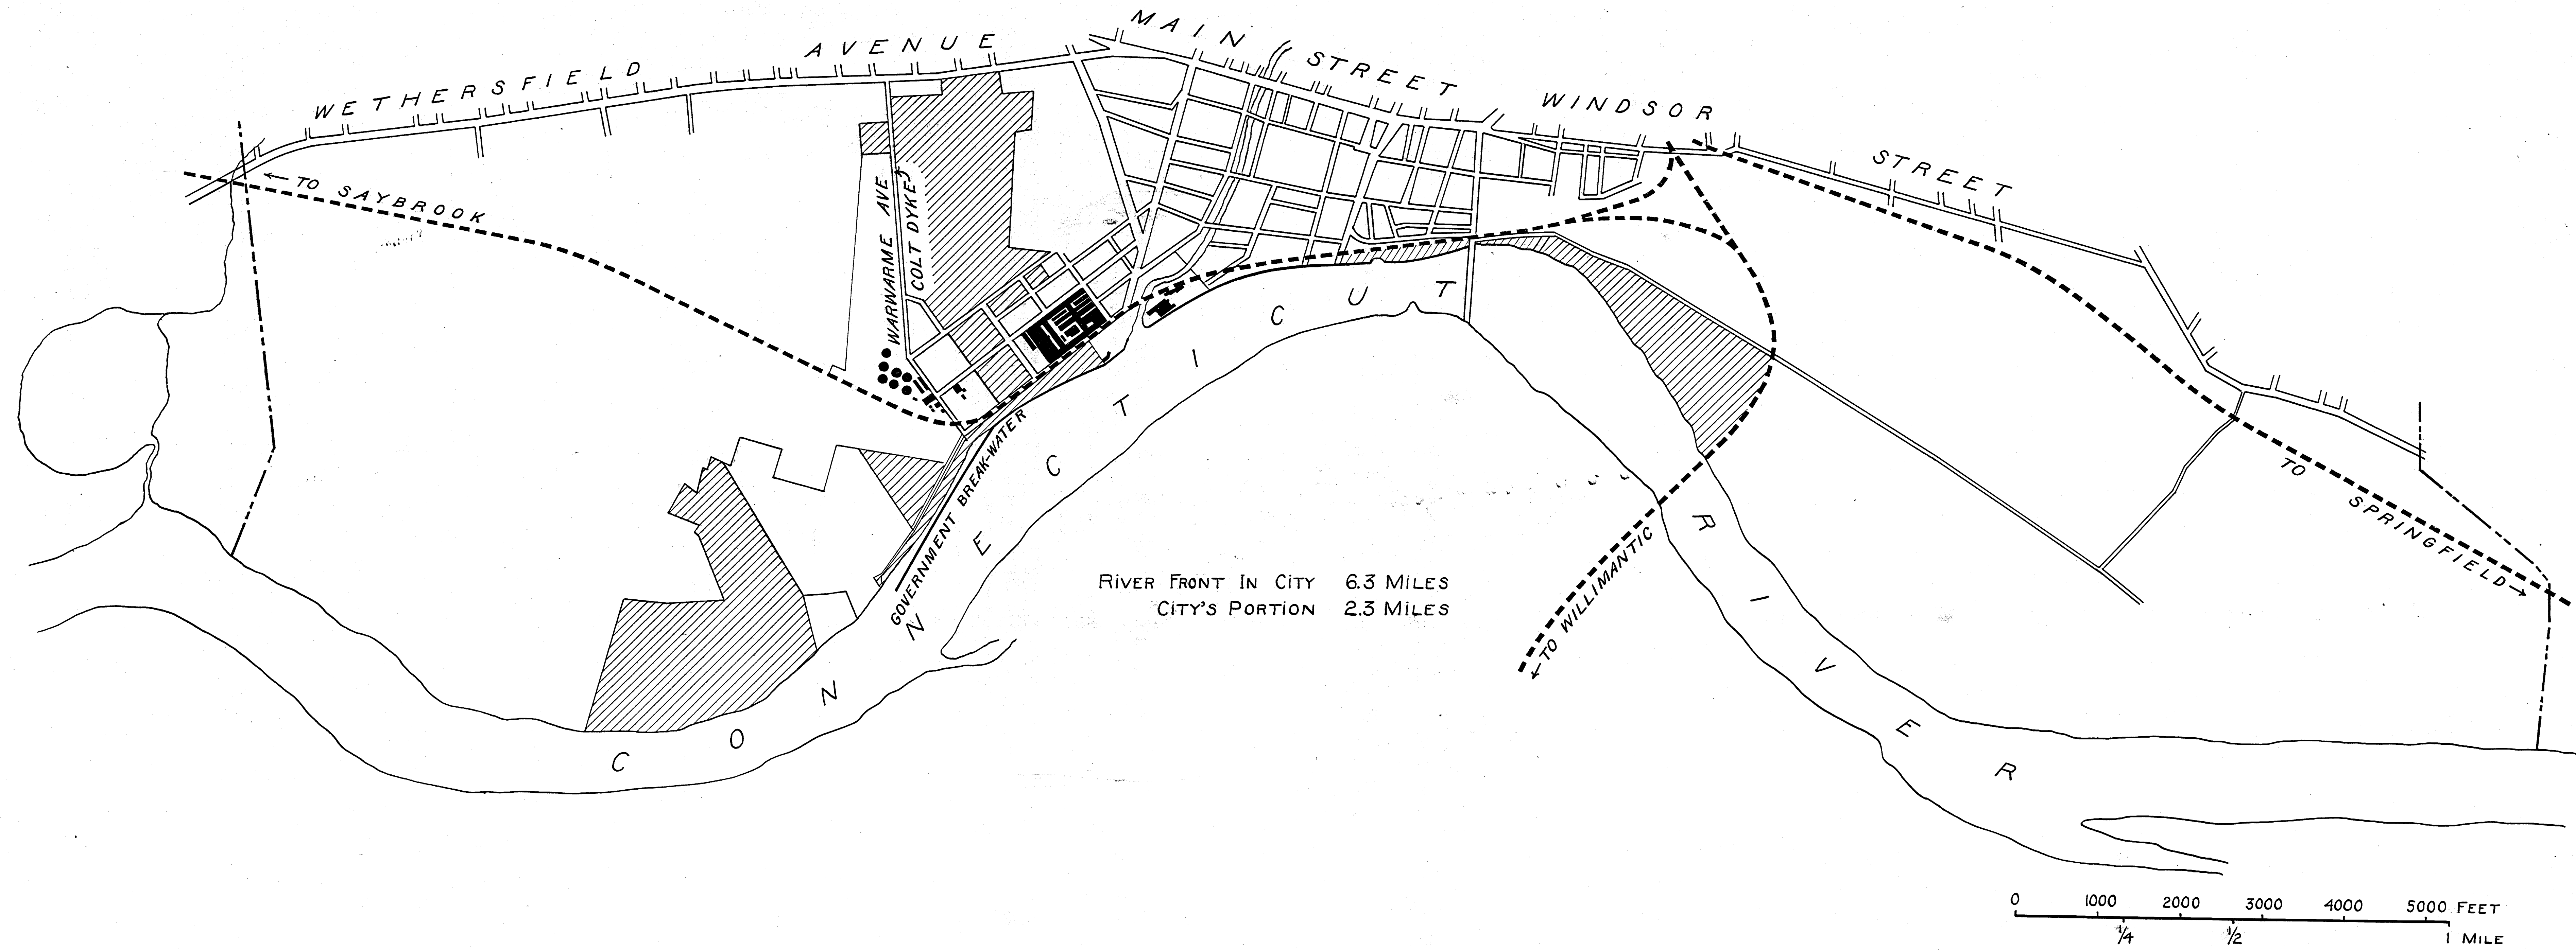 WETHERSFIELD AVENUE
MAIN STREET
WINDSOR STREET
← TO SAYBROOK
WARWARME AVE
COLT DYKE
GOVERNMENT BREAK-WATER
CONNECTICUT RIVER
RIVER FRONT IN CITY 6.3 MILES
CITY'S PORTION 2.3 MILES
← TO WILLIMANTIC
TO SPRINGFIELD →
0 1000 2000 3000 4000 5000 FEET
1/4 1/2 1 MILE